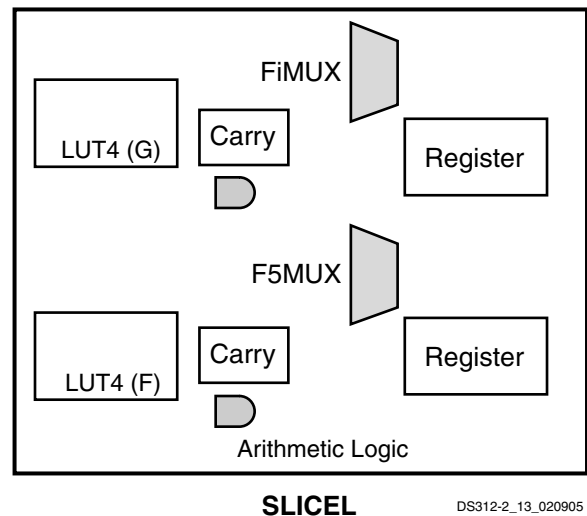 FiMUX
LUT4 (G)
Carry
Register
F5MUX
LUT4 (F)
Carry
Register
Arithmetic Logic
SLICEL
DS312-2_13_020905